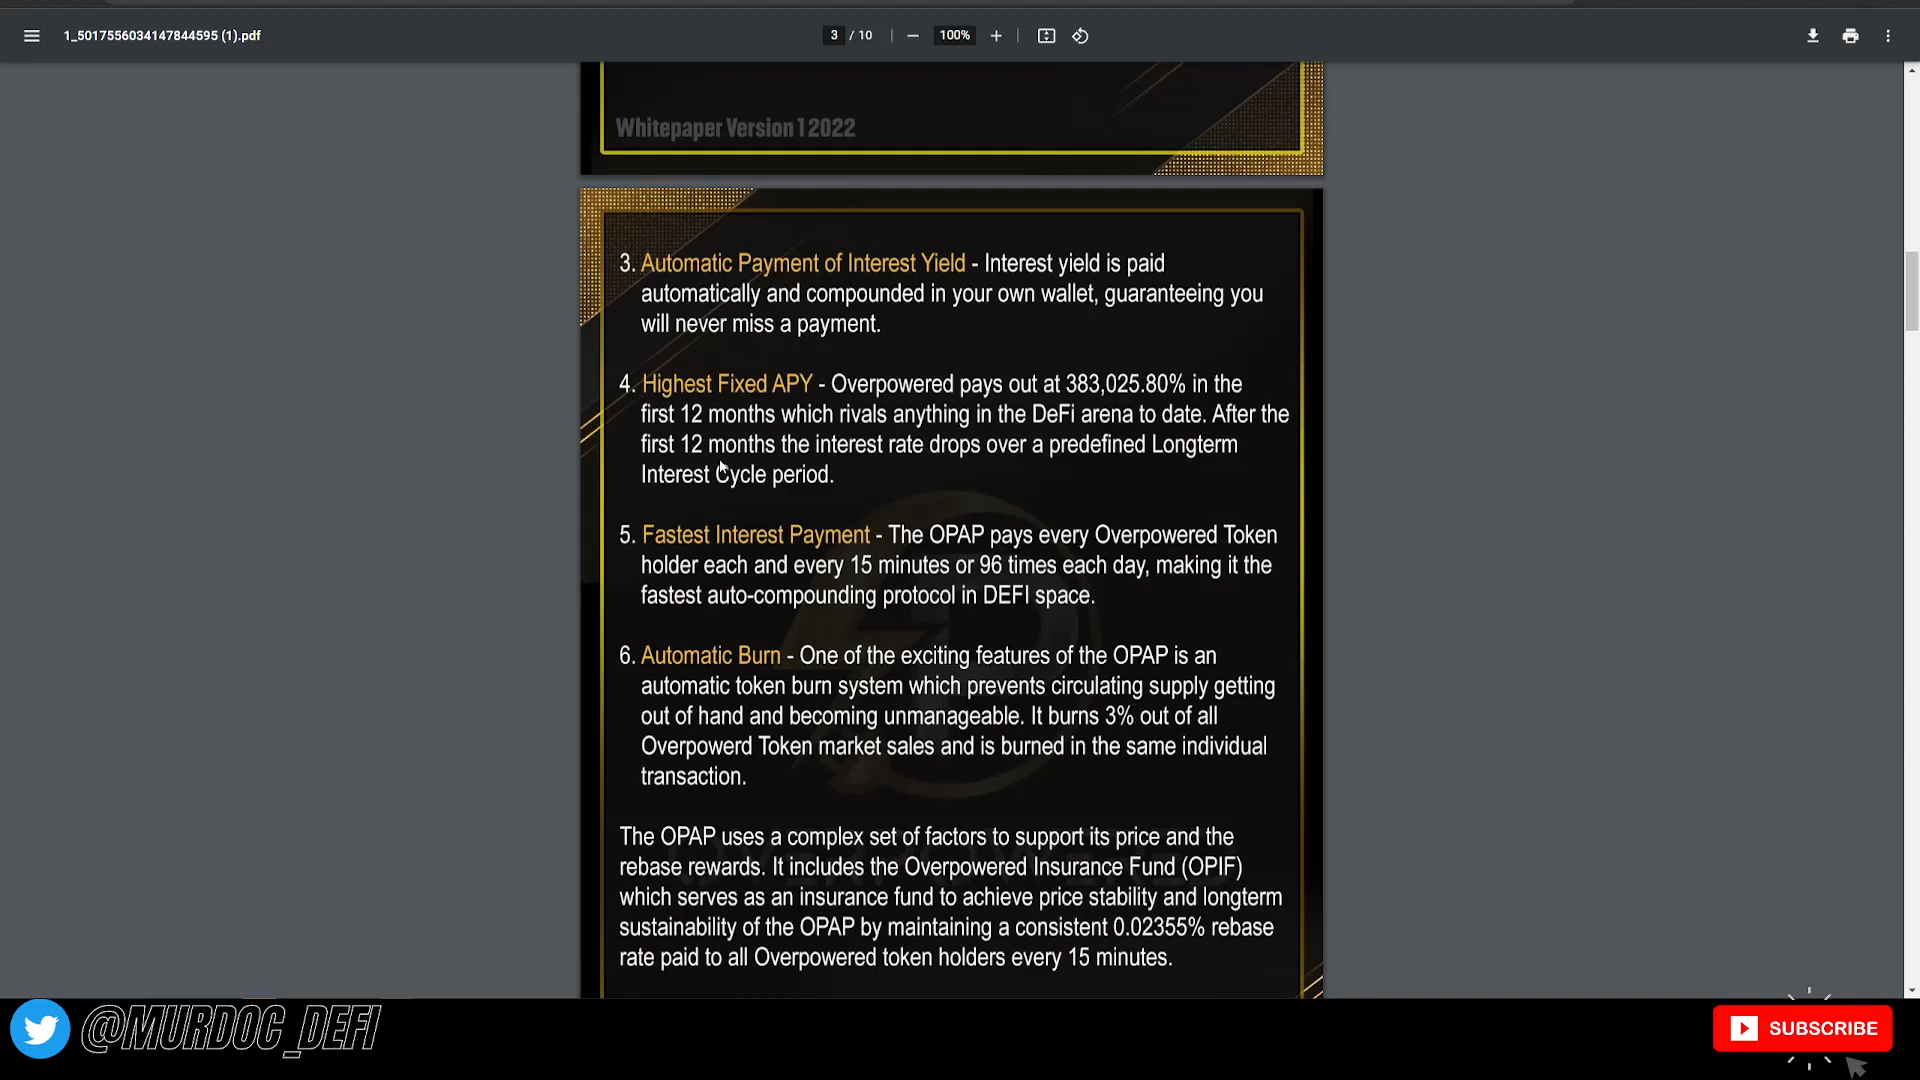 1_5017556034147844595 (1).pdf
3 / 10
100%
Whitepaper Version 1 2022
3. Automatic Payment of Interest Yield - Interest yield is paid
automatically and compounded in your own wallet, guaranteeing you
will never miss a payment.
4. Highest Fixed APY - Overpowered pays out at 383,025.80% in the
first 12 months which rivals anything in the DeFi arena to date. After the
first 12 months the interest rate drops over a predefined Longterm
Interest Cycle period.
5. Fastest Interest Payment - The OPAP pays every Overpowered Token
holder each and every 15 minutes or 96 times each day, making it the
fastest auto-compounding protocol in DEFI space.
6. Automatic Burn - One of the exciting features of the OPAP is an
automatic token burn system which prevents circulating supply getting
out of hand and becoming unmanageable. It burns 3% out of all
Overpowerd Token market sales and is burned in the same individual
transaction.
The OPAP uses a complex set of factors to support its price and the
rebase rewards. It includes the Overpowered Insurance Fund (OPIF)
which serves as an insurance fund to achieve price stability and longterm
sustainability of the OPAP by maintaining a consistent 0.02355% rebase
rate paid to all Overpowered token holders every 15 minutes.
@MURDOC_DEFI
SUBSCRIBE